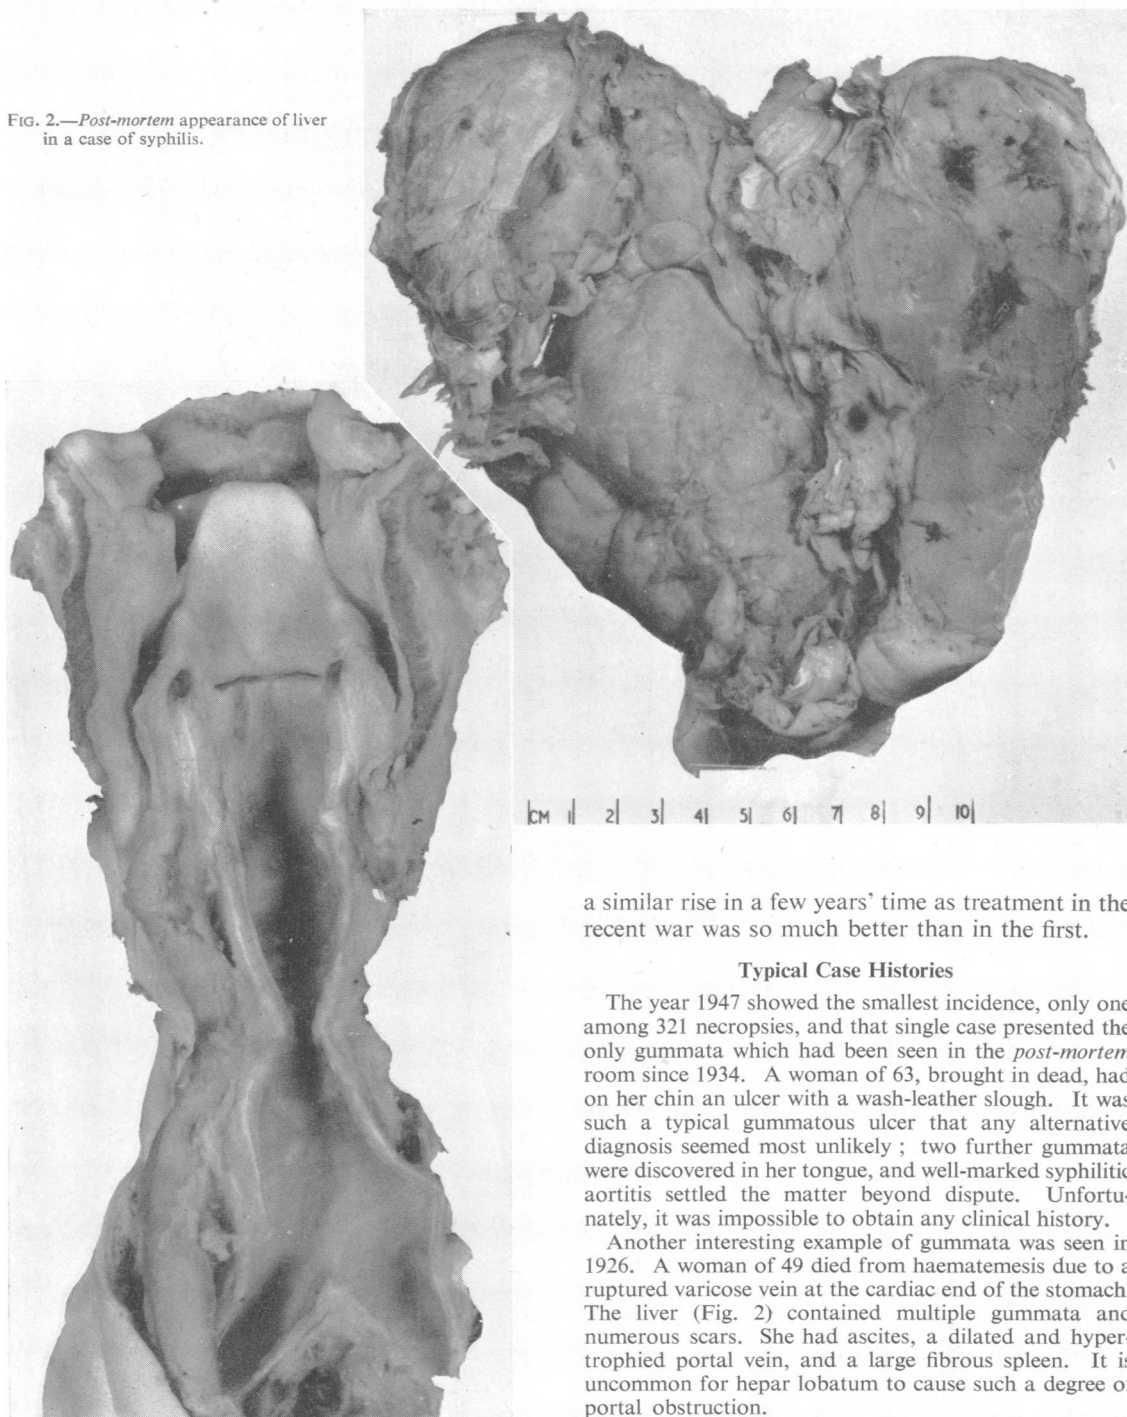 FIG. 2.—Post-mortem appearance of liver
in a case of syphilis.
CM 1 2 3 4 5 6 7 8 9 10
a similar rise in a few years' time as treatment in the
recent war was so much better than in the first.
Typical Case Histories
The year 1947 showed the smallest incidence, only one
among 321 necropsies, and that single case presented the
only gummata which had been seen in the post-mortem
room since 1934. A woman of 63, brought in dead, had
on her chin an ulcer with a wash-leather slough. It was
such a typical gummatous ulcer that any alternative
diagnosis seemed most unlikely ; two further gummata
were discovered in her tongue, and well-marked syphilitic
aortitis settled the matter beyond dispute. Unfortu-
nately, it was impossible to obtain any clinical history.
Another interesting example of gummata was seen in
1926. A woman of 49 died from haematemesis due to a
ruptured varicose vein at the cardiac end of the stomach.
The liver (Fig. 2) contained multiple gummata and
numerous scars. She had ascites, a dilated and hyper-
trophied portal vein, and a large fibrous spleen. It is
uncommon for hepar lobatum to cause such a degree of
portal obstruction.